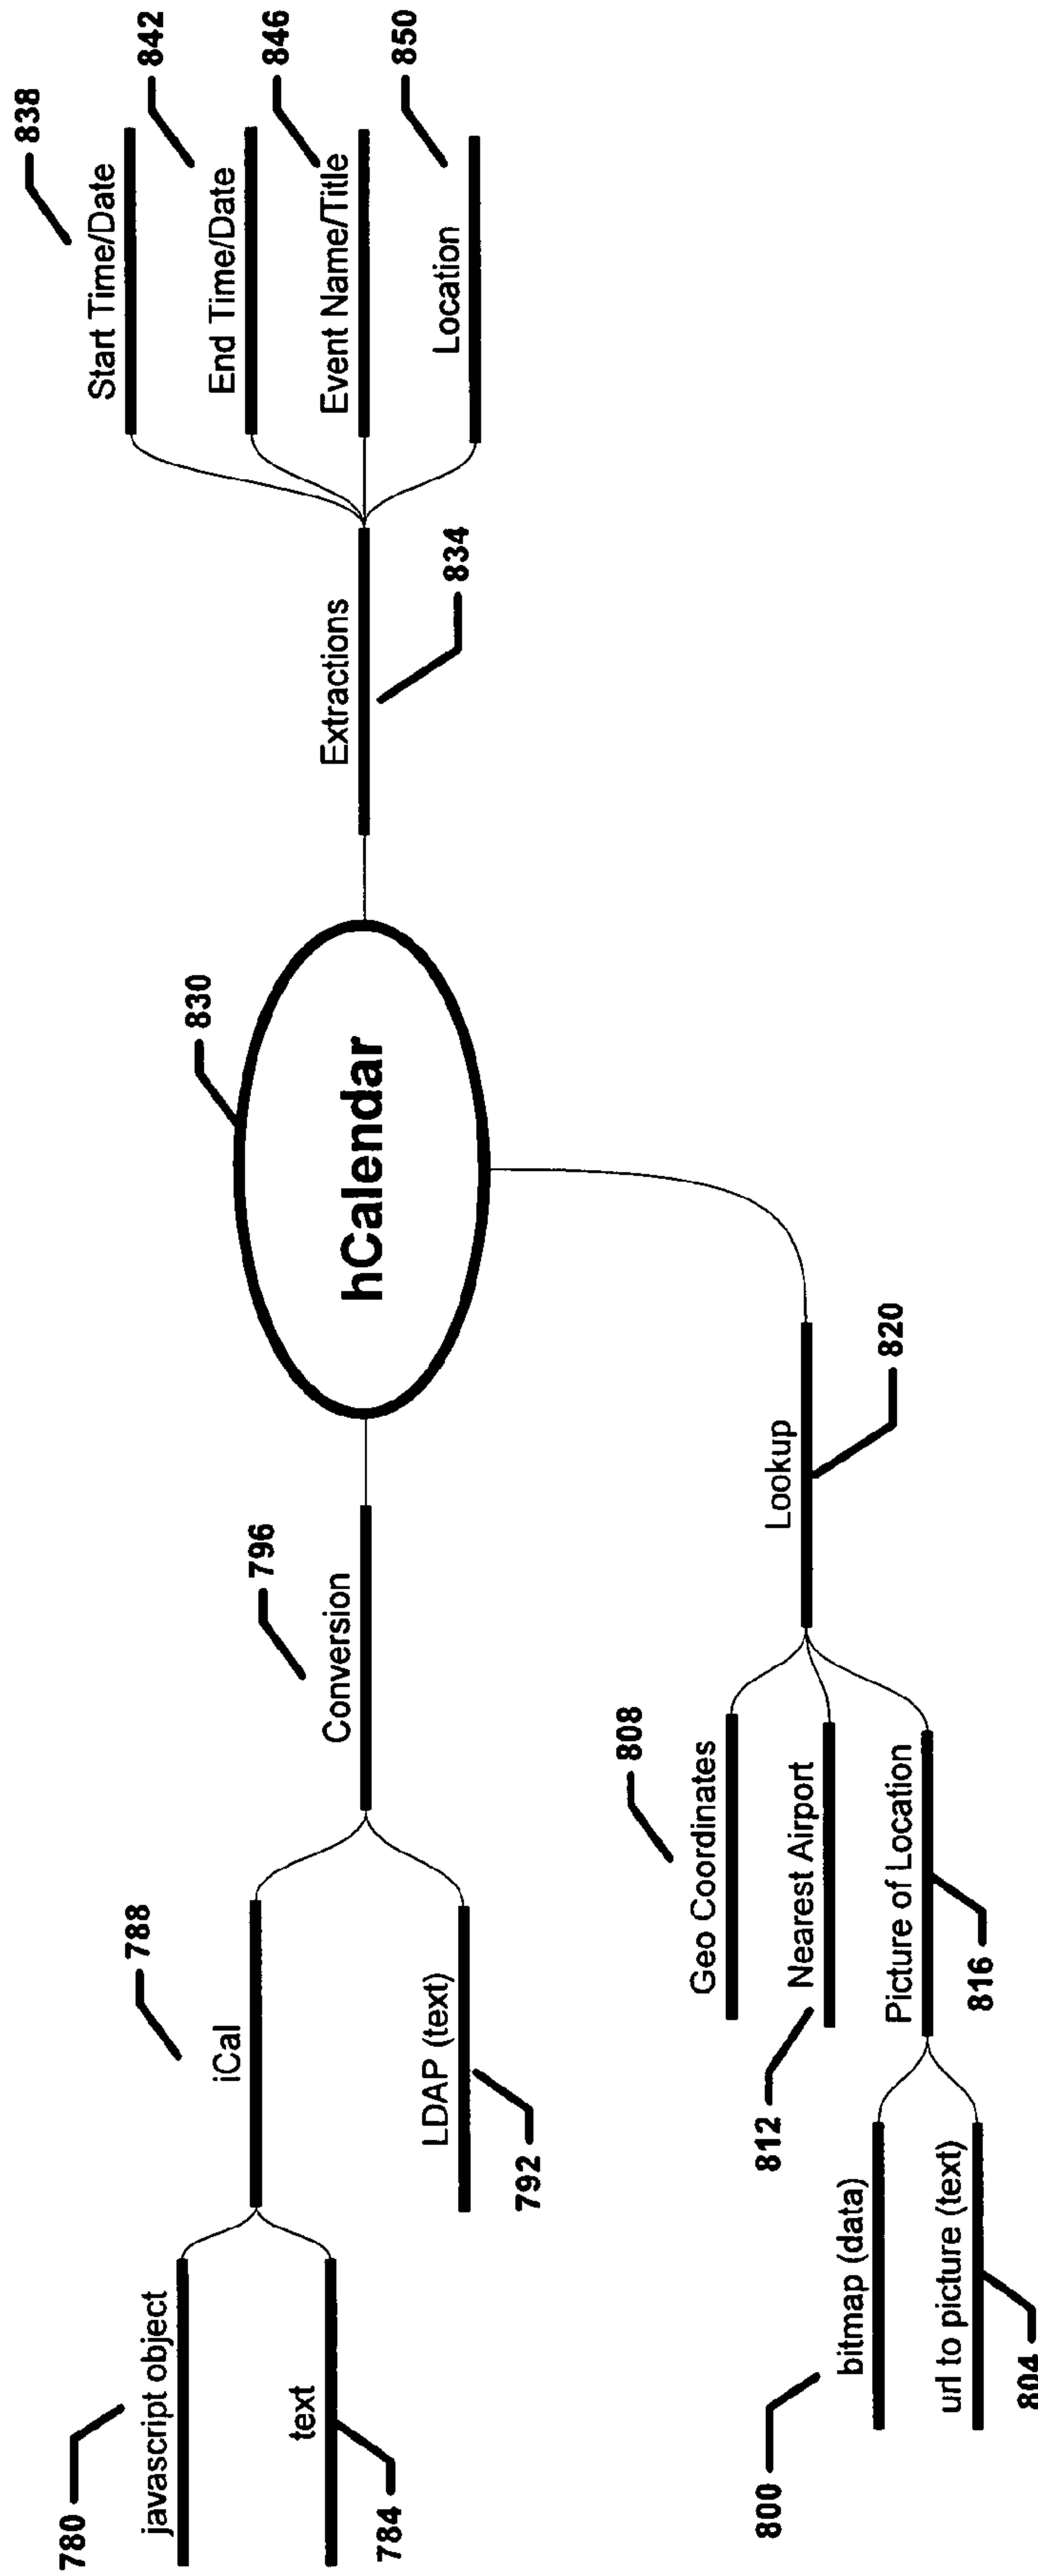 780
javascript object
784
text
788
iCal
792
LDAP (text)
796
Conversion
830
hCalendar
834
Extractions
838
Start Time/Date
842
End Time/Date
846
Event Name/Title
850
Location
800
bitmap (data)
804
url to picture (text)
808
Geo Coordinates
812
Nearest Airport
816
Picture of Location
820
Lookup